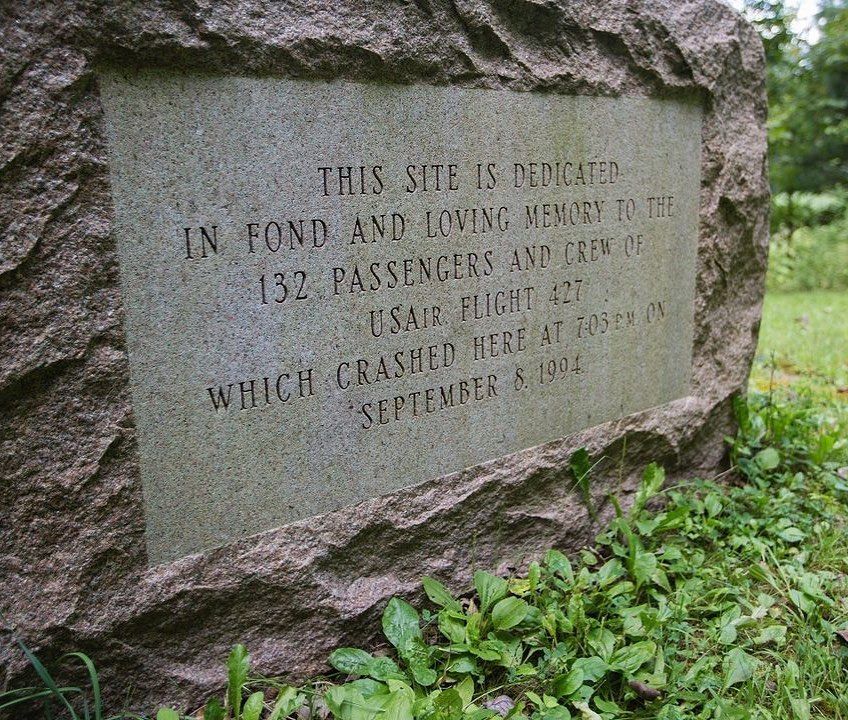 THIS SITE IS DEDICATED
IN FOND AND LOVING MEMORY TO THE
132 PASSENGERS AND CREW OF
USAIR FLIGHT 427
WHICH CRASHED HERE AT 7:03 P.M. ON
SEPTEMBER 8, 1994.